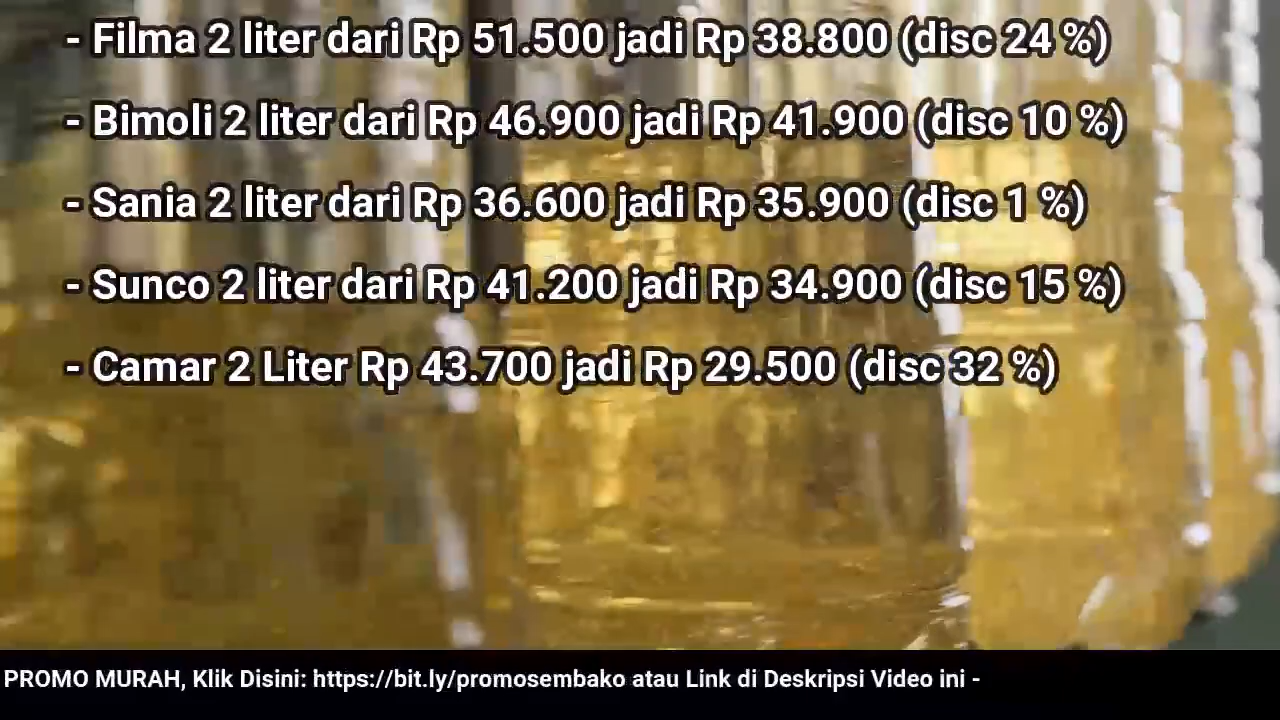 - Filma 2 liter dari Rp 51.500 jadi Rp 38.800 (disc 24 %)
- Bimoli 2 liter dari Rp 46.900 jadi Rp 41.900 (disc 10 %)
- Sania 2 liter dari Rp 36.600 jadi Rp 35.900 (disc 1 %)
- Sunco 2 liter dari Rp 41.200 jadi Rp 34.900 (disc 15 %)
- Camar 2 Liter Rp 43.700 jadi Rp 29.500 (disc 32 %)
PROMO MURAH, Klik Disini: https://bit.ly/promosembako atau Link di Deskripsi Video ini -